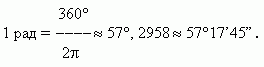 360°
1 рад = ---- ≈ 57°, 2958 ≈ 57°17’45” .
2π